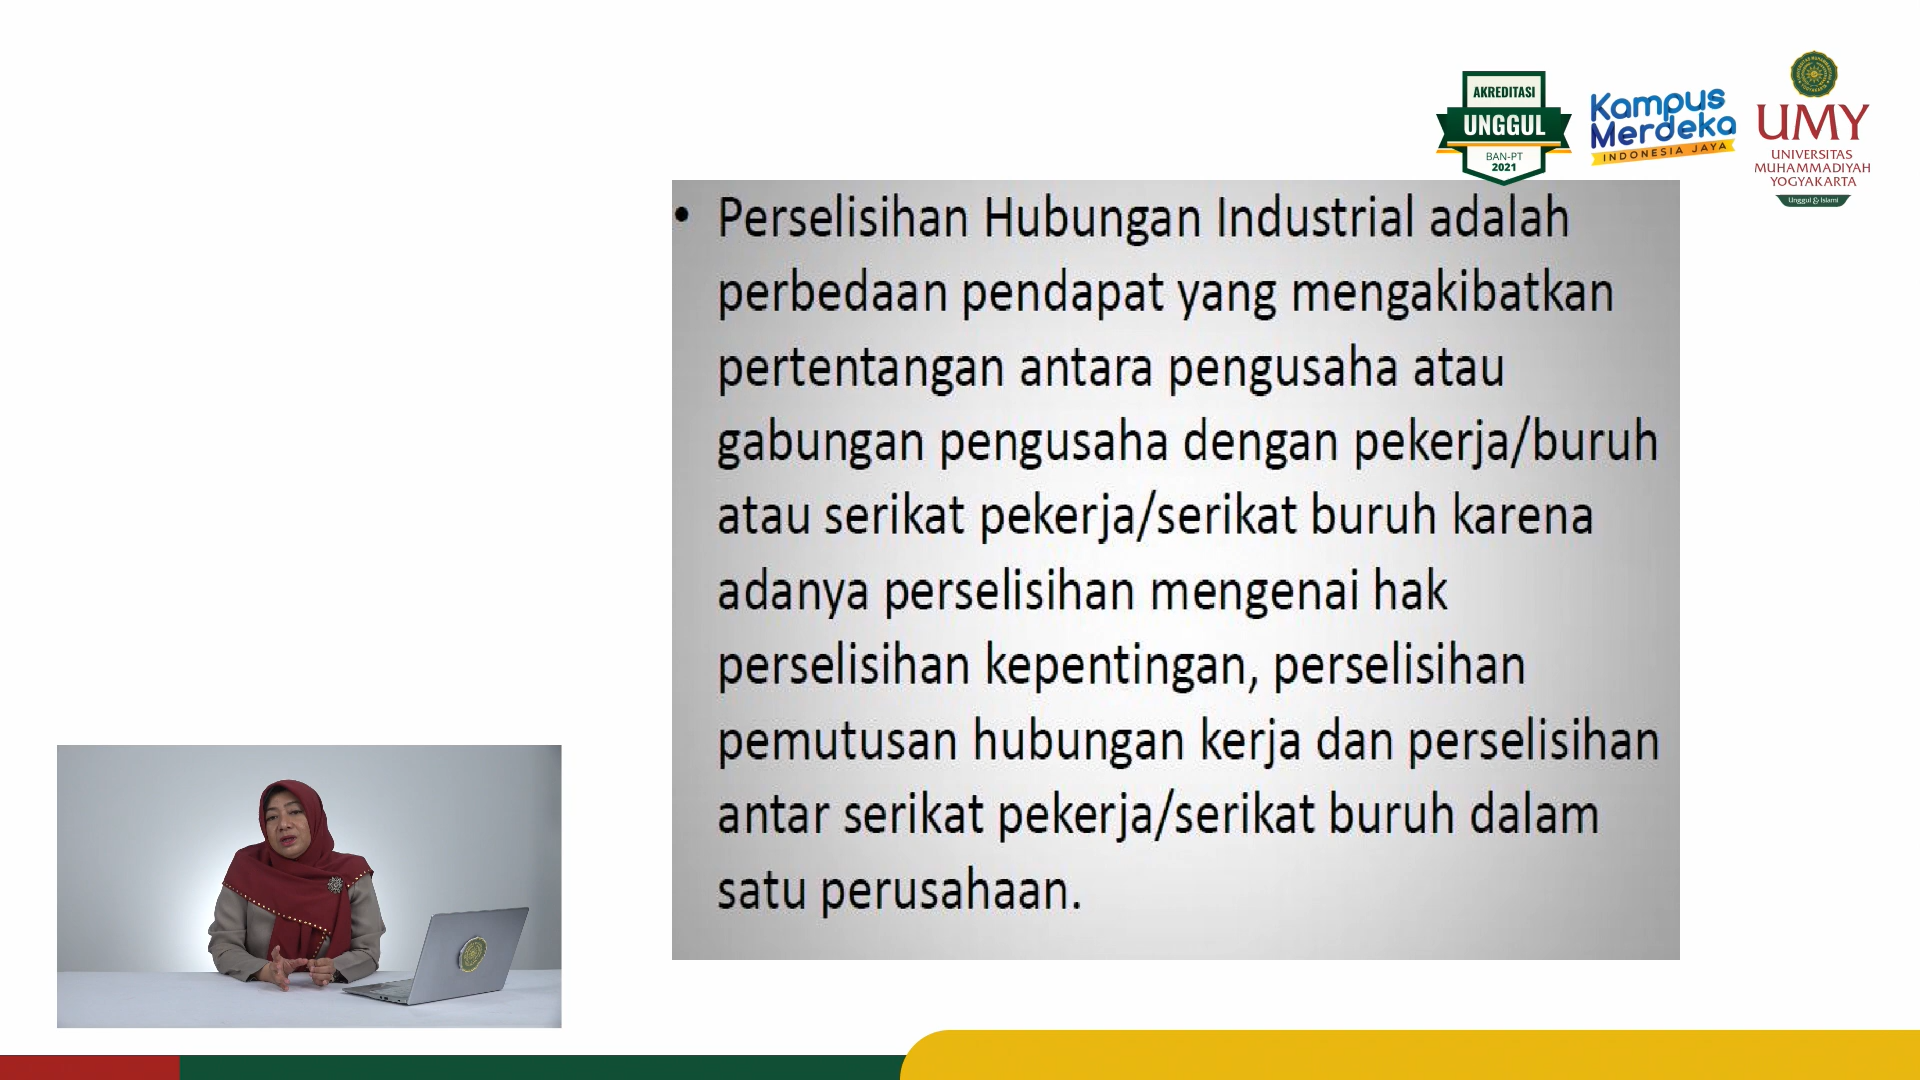 AKREDITASI
UNGGUL
BAN-PT
2021
Kampus
Merdeka
INDONESIA JAYA
UMY
UNIVERSITAS
MUHAMMADIYAH
YOGYAKARTA
Unggul & Islami
• Perselisihan Hubungan Industrial adalah
perbedaan pendapat yang mengakibatkan
pertentangan antara pengusaha atau
gabungan pengusaha dengan pekerja/buruh
atau serikat pekerja/serikat buruh karena
adanya perselisihan mengenai hak
perselisihan kepentingan, perselisihan
pemutusan hubungan kerja dan perselisihan
antar serikat pekerja/serikat buruh dalam
satu perusahaan.